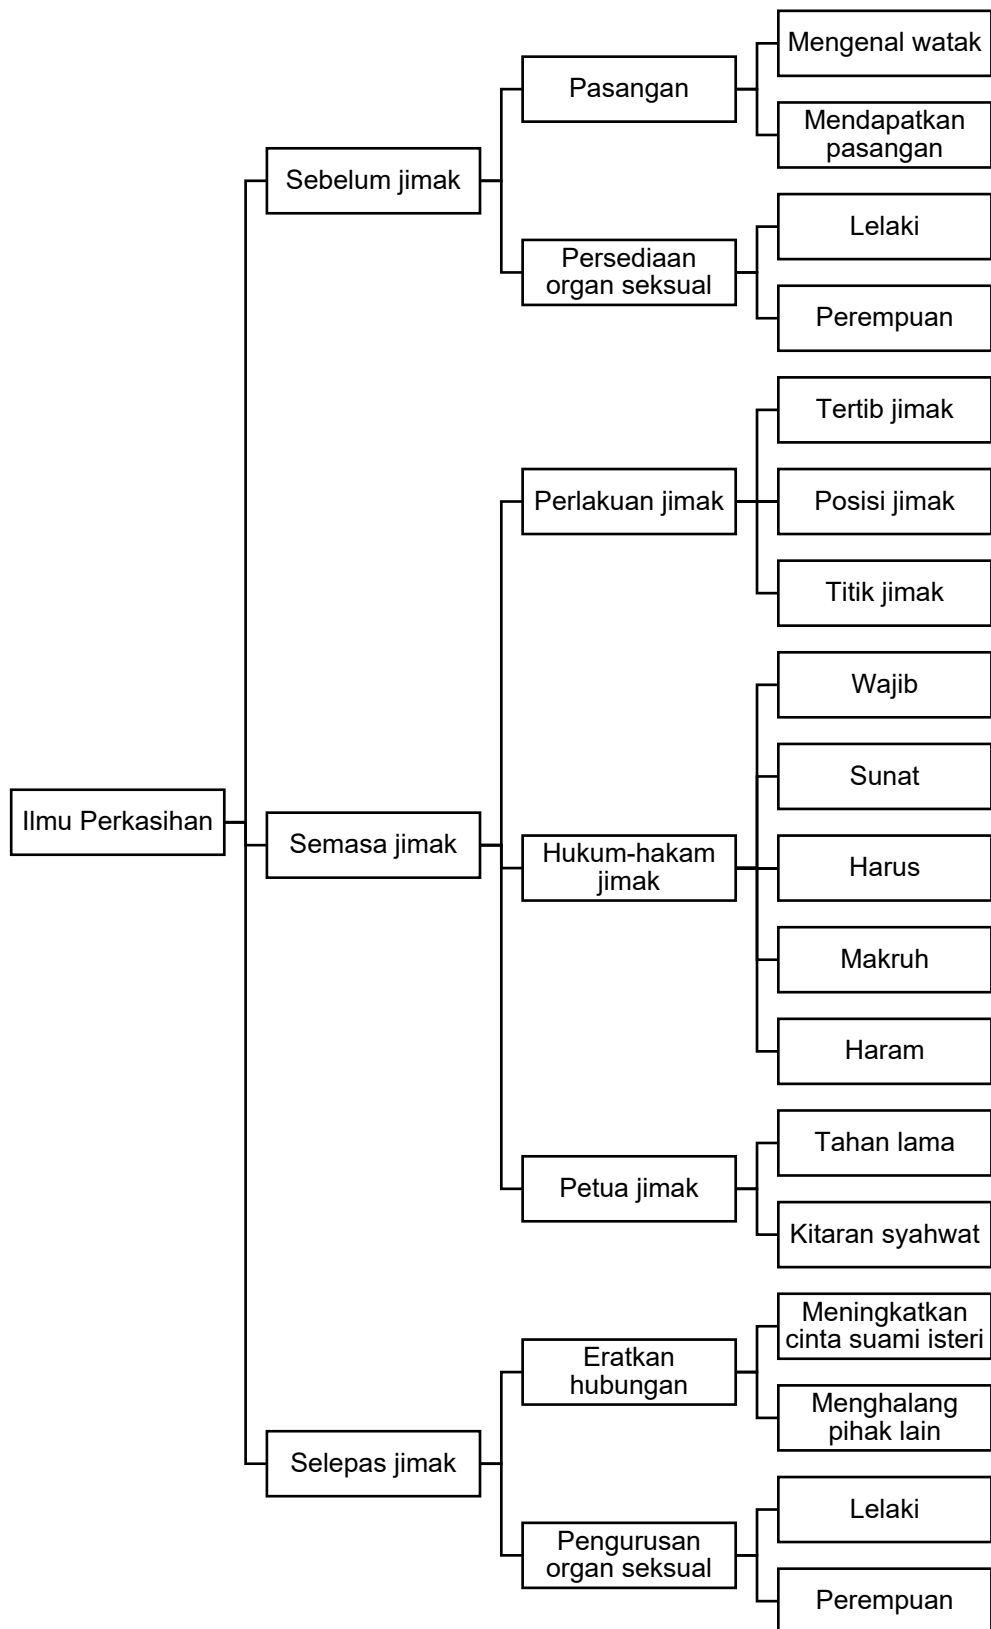 Mengenal watak
Pasangan
Mendapatkan
pasangan
Sebelum jimak
Lelaki
Persediaan
organ seksual
Perempuan
Tertib jimak
Perlakuan jimak
Posisi jimak
Titik jimak
Wajib
Sunat
Ilmu Perkasihan
Semasa jimak
Hukum-hakam
jimak
Harus
Makruh
Haram
Tahan lama
Petua jimak
Kitaran syahwat
Meningkatkan
cinta suami isteri
Eratkan
hubungan
Menghalang
pihak lain
Selepas jimak
Lelaki
Pengurusan
organ seksual
Perempuan